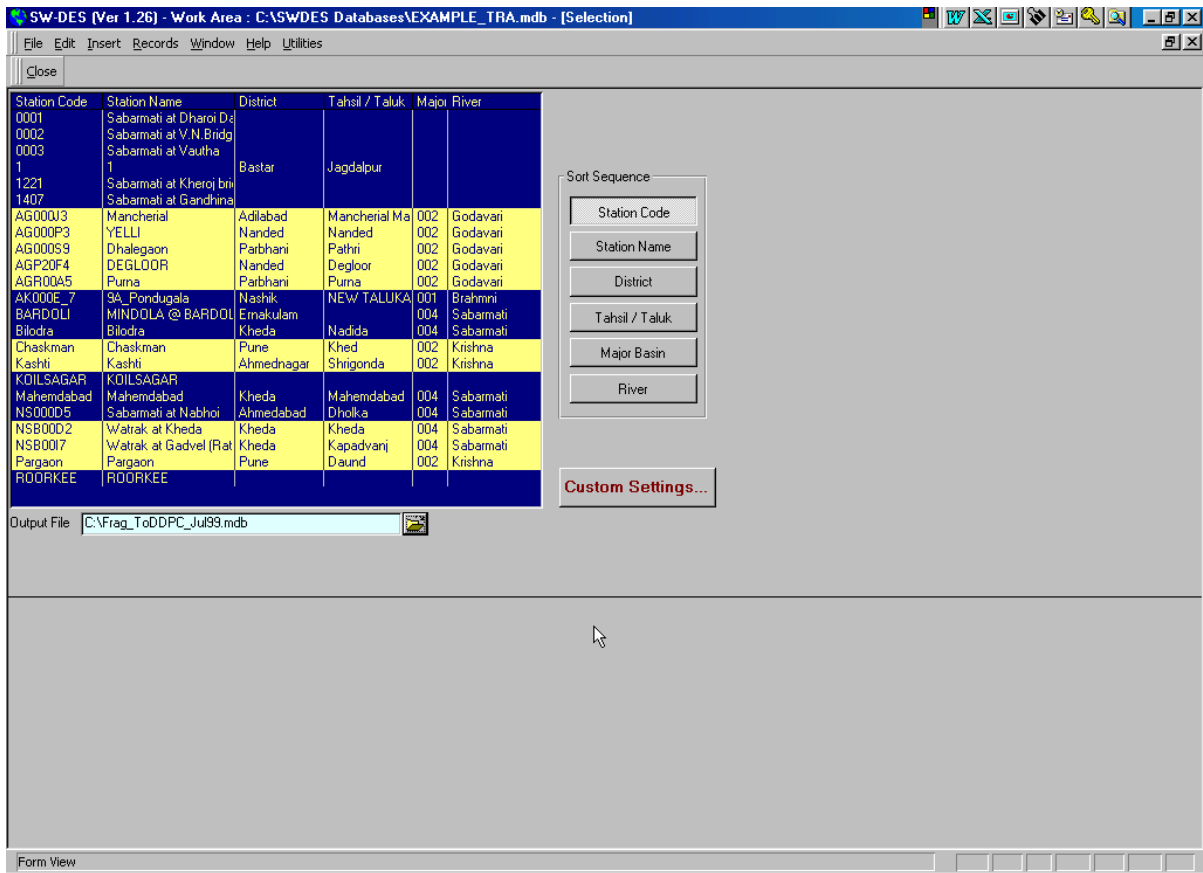 SW-DES (Ver 1.26) - Work Area : C:\SWDES Databases\EXAMPLE_TRA.mdb - [Selection]
File Edit Insert Records Window Help Utilities
Close
Station Code Station Name District Tahsil / Taluk Major River
0001 Sabarmati at Dharoi Da
0002 Sabarmati at V.N.Bridg
0003 Sabarmati at Vautha
1 1 Bastar Jagdalpur
1221 Sabarmati at Kheroj bri
1407 Sabarmati at Gandhina
AG000J3 Mancherial Adilabad Mancherial Ma 002 Godavari
AG000P3 YELLI Nanded Nanded 002 Godavari
AG000S9 Dhalegaon Parbhani Pathri 002 Godavari
AGP20F4 DEGLOOR Nanded Degloor 002 Godavari
AGR00A5 Purna Parbhani Purna 002 Godavari
AK000E_7 9A_Pondugala Nashik NEW TALUKA 001 Brahmni
BARDOLI MINDOLA @ BARDOL Ernakulam 004 Sabarmati
Bilodra Bilodra Kheda Nadida 004 Sabarmati
Chaskman Chaskman Pune Khed 002 Krishna
Kashti Kashti Ahmednagar Shrigonda 002 Krishna
KOILSAGAR KOILSAGAR
Mahemdabad Mahemdabad Kheda Mahemdabad 004 Sabarmati
NS000D5 Sabarmati at Nabhoi Ahmedabad Dholka 004 Sabarmati
NSB00D2 Watrak at Kheda Kheda Kheda 004 Sabarmati
NSB00I7 Watrak at Gadvel (Rat Kheda Kapadvanj 004 Sabarmati
Pargaon Pargaon Pune Daund 002 Krishna
ROORKEE ROORKEE
Sort Sequence
Station Code
Station Name
District
Tahsil / Taluk
Major Basin
River
Custom Settings...
Output File C:\Frag_ToDDPC_Jul99.mdb
Form View